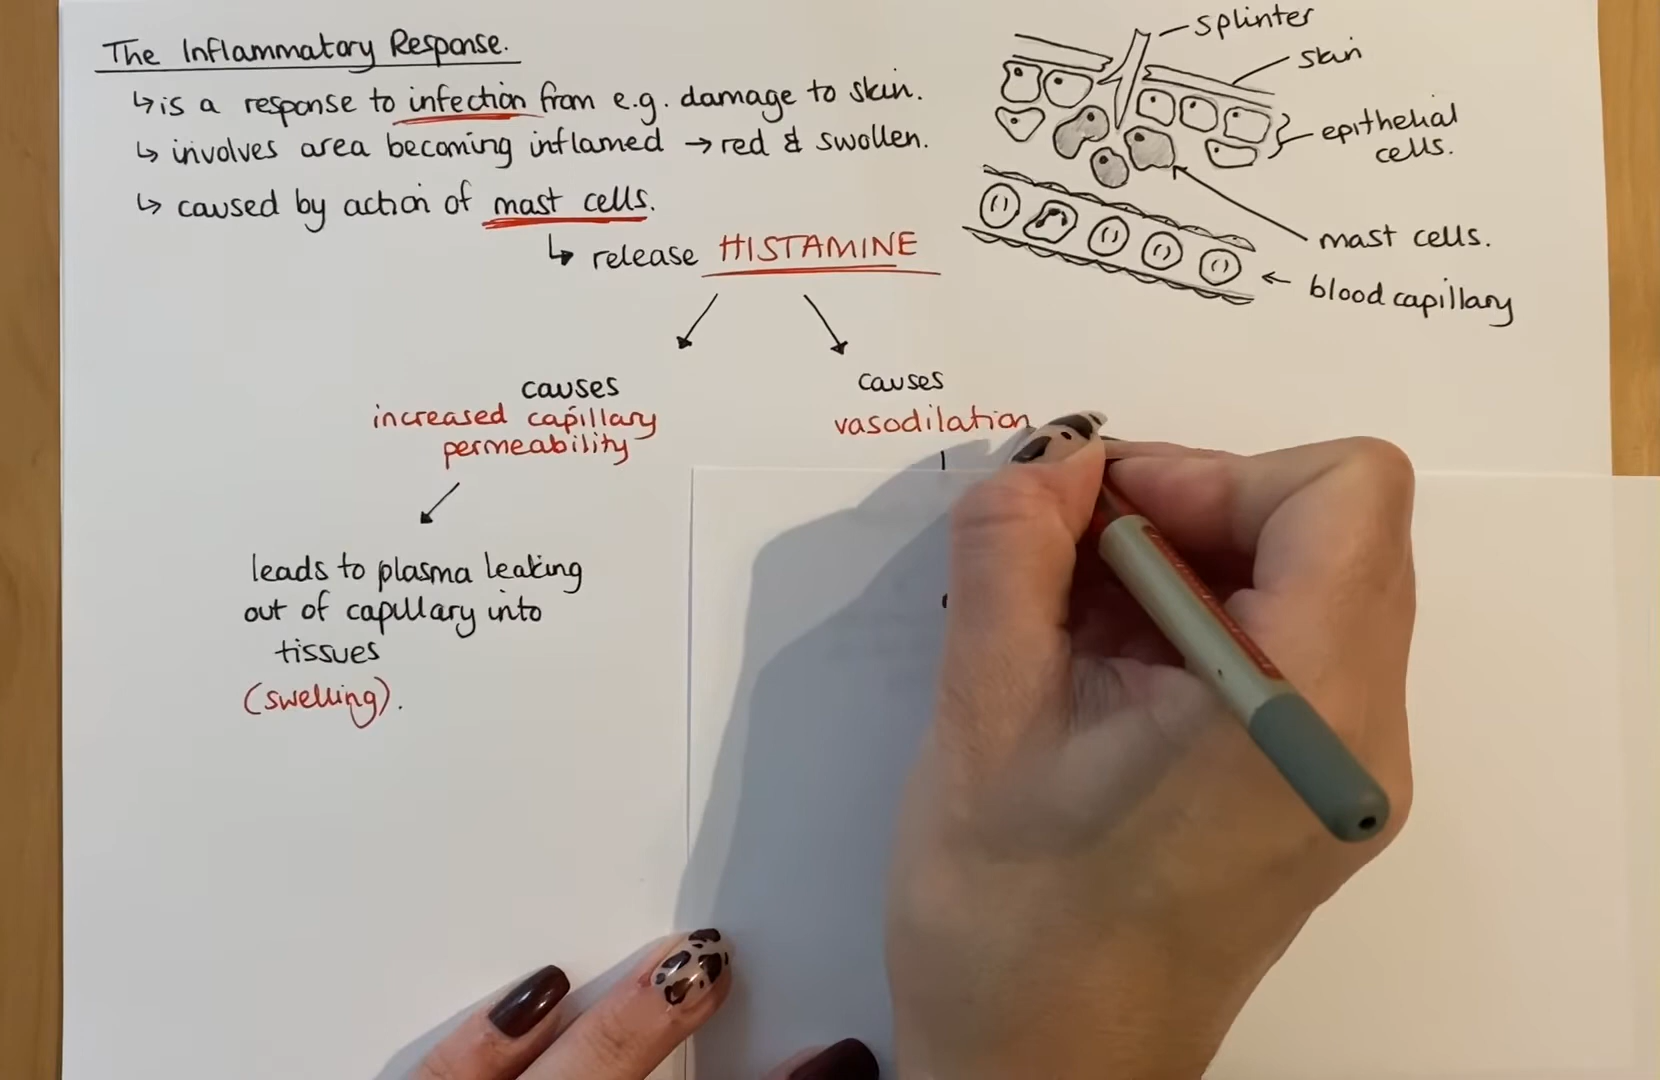 The Inflammatory Response.
↳ is a response to infection from e.g. damage to skin.
↳ involves area becoming inflamed → red & swollen.
↳ caused by action of mast cells.
↳ release HISTAMINE
causes
increased capillary
permeability
leads to plasma leaking
out of capillary into
tissues
(swelling).
causes
vasodilation
splinter
skin
epithelial
cells.
mast cells.
blood capillary